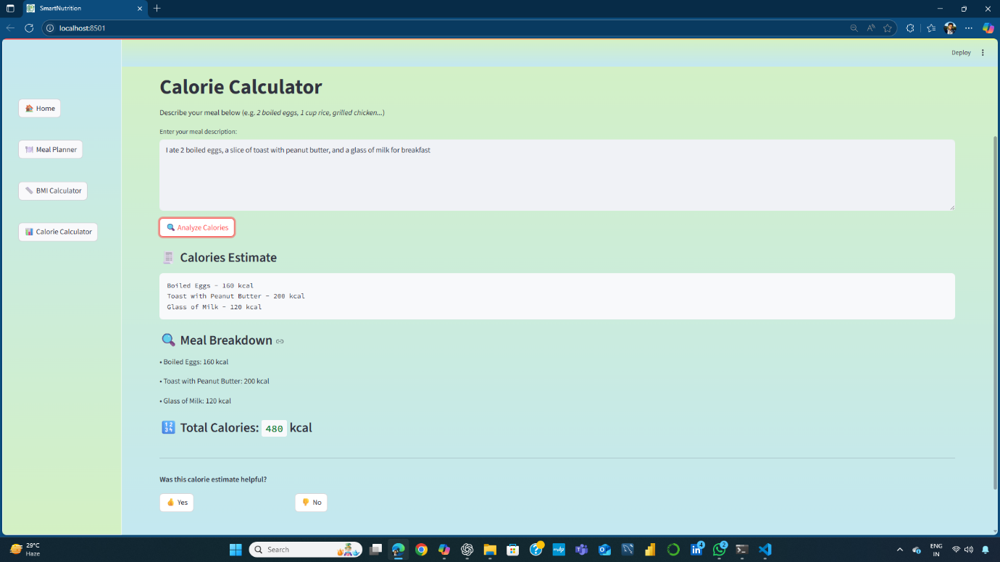 SmartNutrition
localhost:8501
Deploy
Home
Meal Planner
BMI Calculator
Calorie Calculator
Calorie Calculator
Describe your meal below (e.g. 2 boiled eggs, 1 cup rice, grilled chicken...)
Enter your meal description:
I ate 2 boiled eggs, a slice of toast with peanut butter, and a glass of milk for breakfast
Analyze Calories
Calories Estimate
Boiled Eggs - 160 kcal
Toast with Peanut Butter - 200 kcal
Glass of Milk - 120 kcal
Meal Breakdown
• Boiled Eggs: 160 kcal
• Toast with Peanut Butter: 200 kcal
• Glass of Milk: 120 kcal
Total Calories: 480 kcal
Was this calorie estimate helpful?
Yes
No
29°C
Haze
Search
4
2
ENG
IN